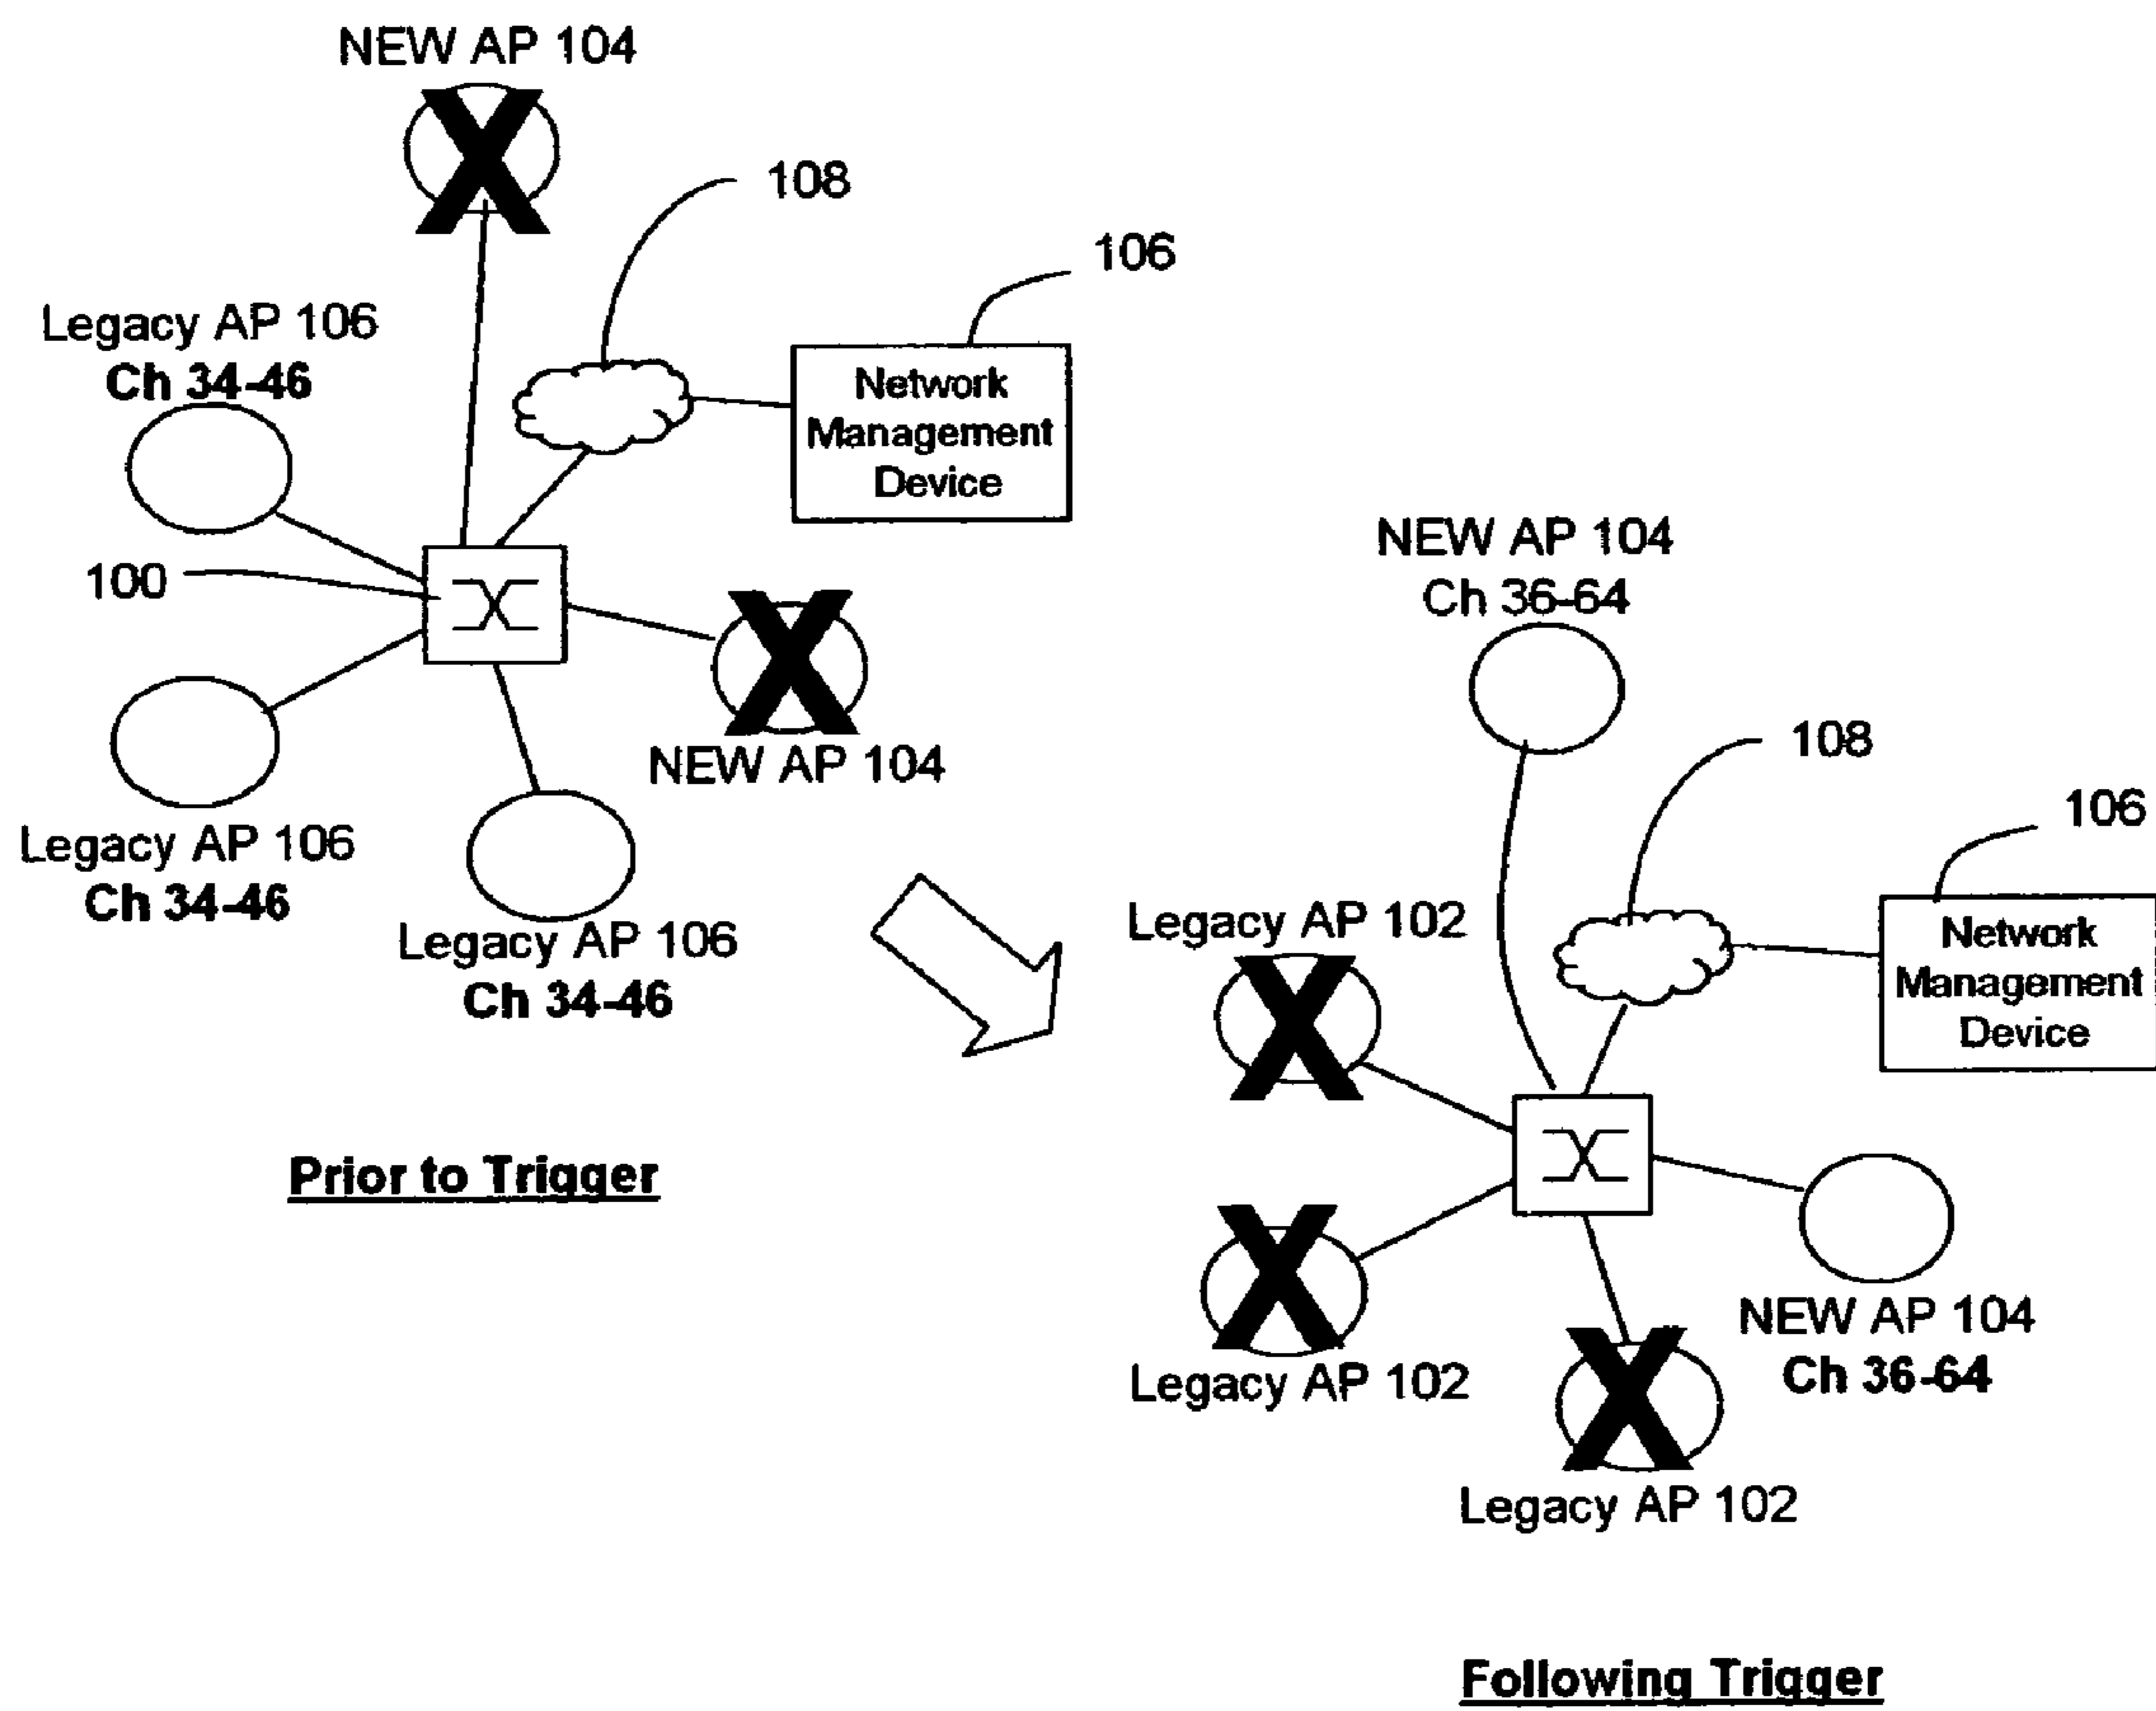 NEW AP 104
108
106
Legacy AP 106
Ch 34-46
Network
Management
Device
100
NEW AP 104
Legacy AP 106
Ch 34-46
Legacy AP 106
Ch 34-46
Prior to Trigger
NEW AP 104
Ch 36-64
108
106
Legacy AP 102
Network
Management
Device
NEW AP 104
Ch 36-64
Legacy AP 102
Legacy AP 102
Following Trigger